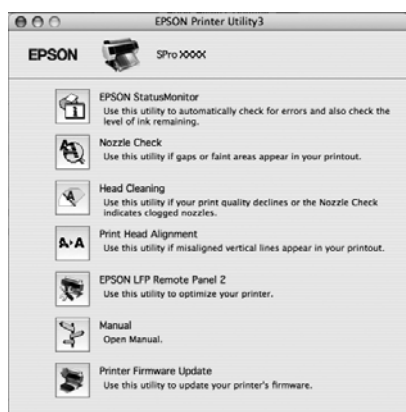 EPSON Printer Utility3
EPSON
SPro XXXX
EPSON StatusMonitor
Use this utility to automatically check for errors and also check the
level of ink remaining.
Nozzle Check
Use this utility if gaps or faint areas appear in your printout.
Head Cleaning
Use this utility if your print quality declines or the Nozzle Check
indicates clogged nozzles.
Print Head Alignment
Use this utility if misaligned vertical lines appear in your printout.
EPSON LFP Remote Panel 2
Use this utility to optimize your printer.
Manual
Open Manual.
Printer Firmware Update
Use this utility to update your printer's firmware.